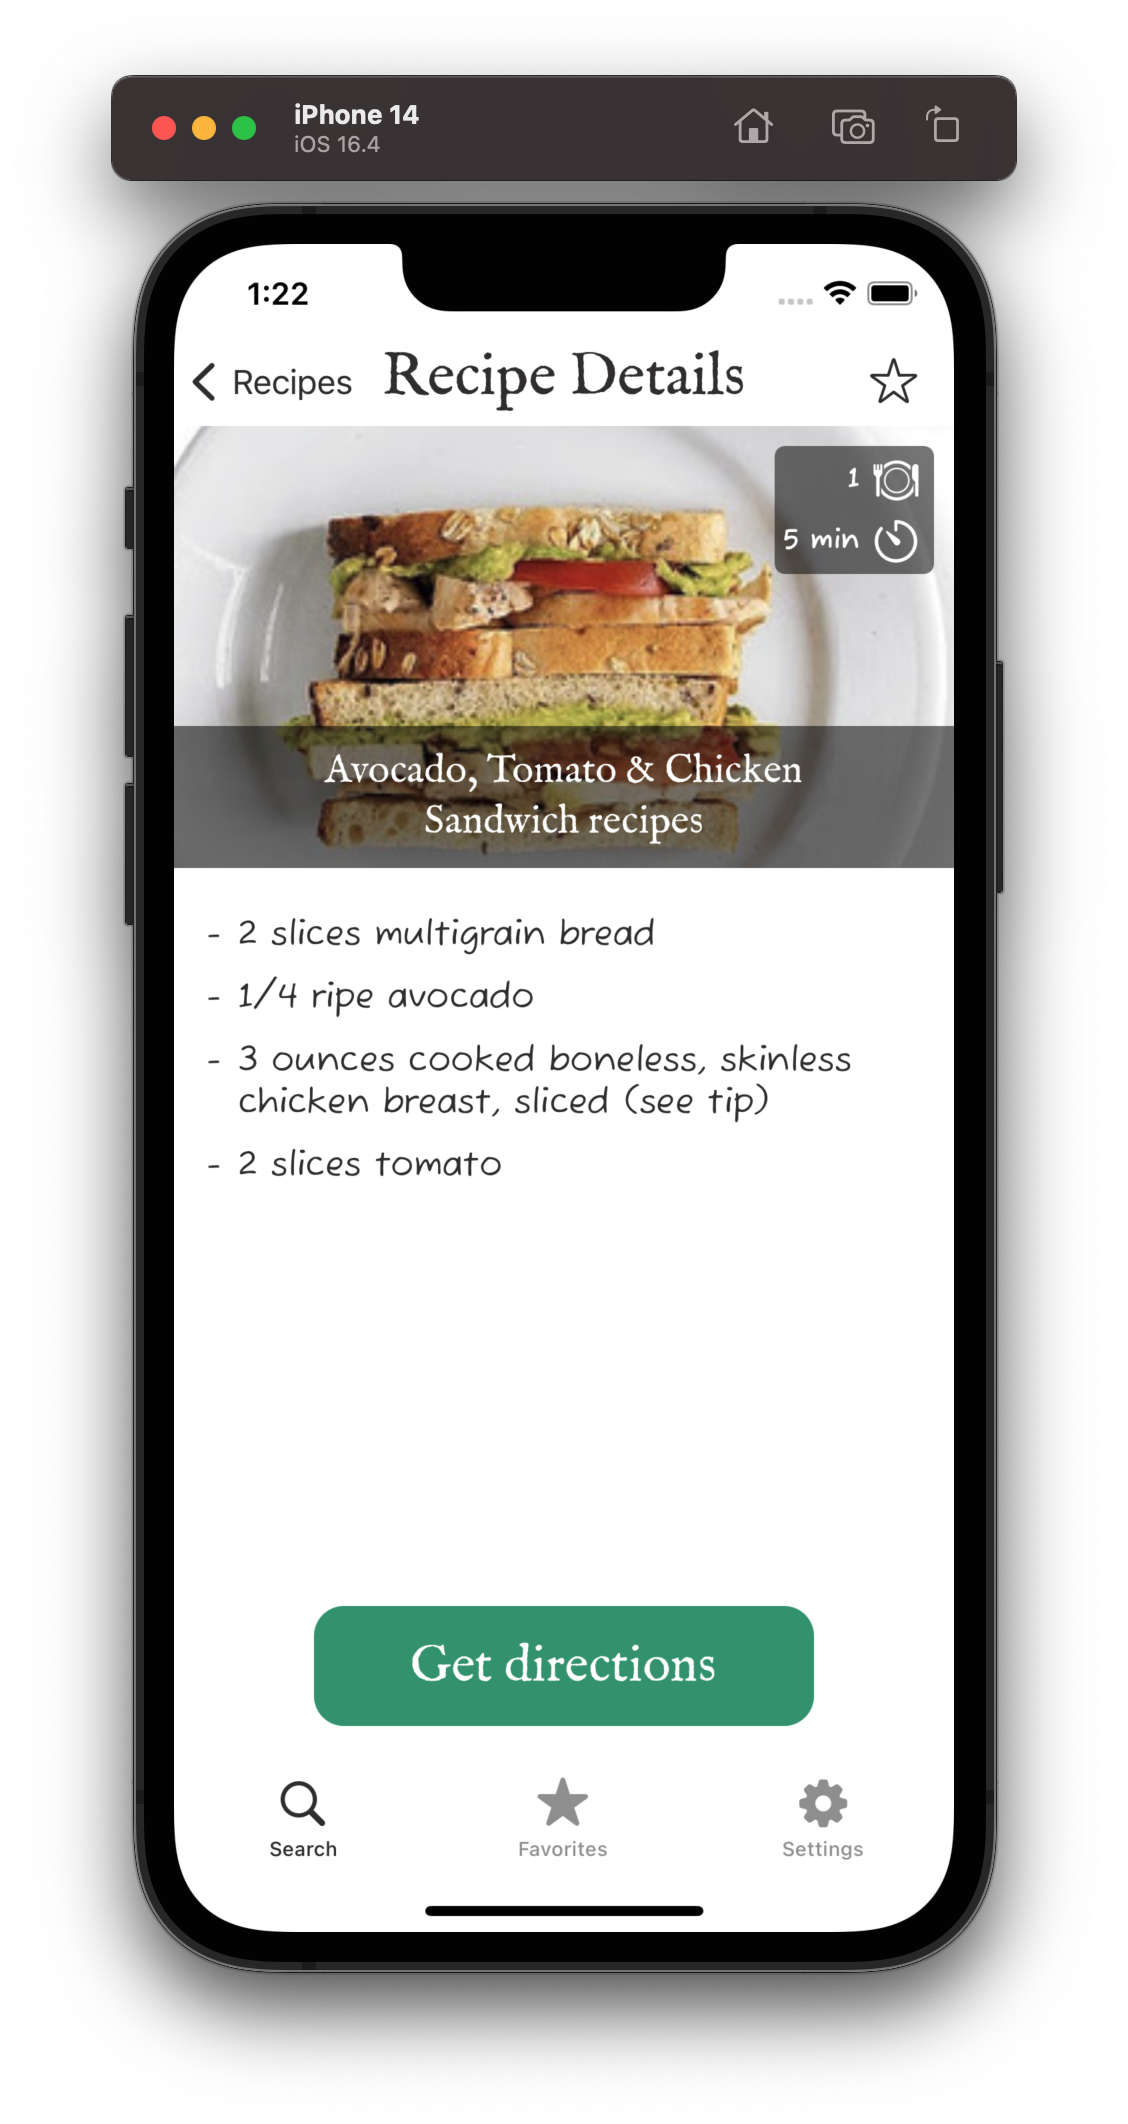 iPhone 14
iOS 16.4
1:22
Recipes
Recipe Details
1
5 min
Avocado, Tomato & Chicken
Sandwich recipes
- 2 slices multigrain bread
- 1/4 ripe avocado
- 3 ounces cooked boneless, skinless
chicken breast, sliced (see tip)
- 2 slices tomato
Get directions
Search
Favorites
Settings